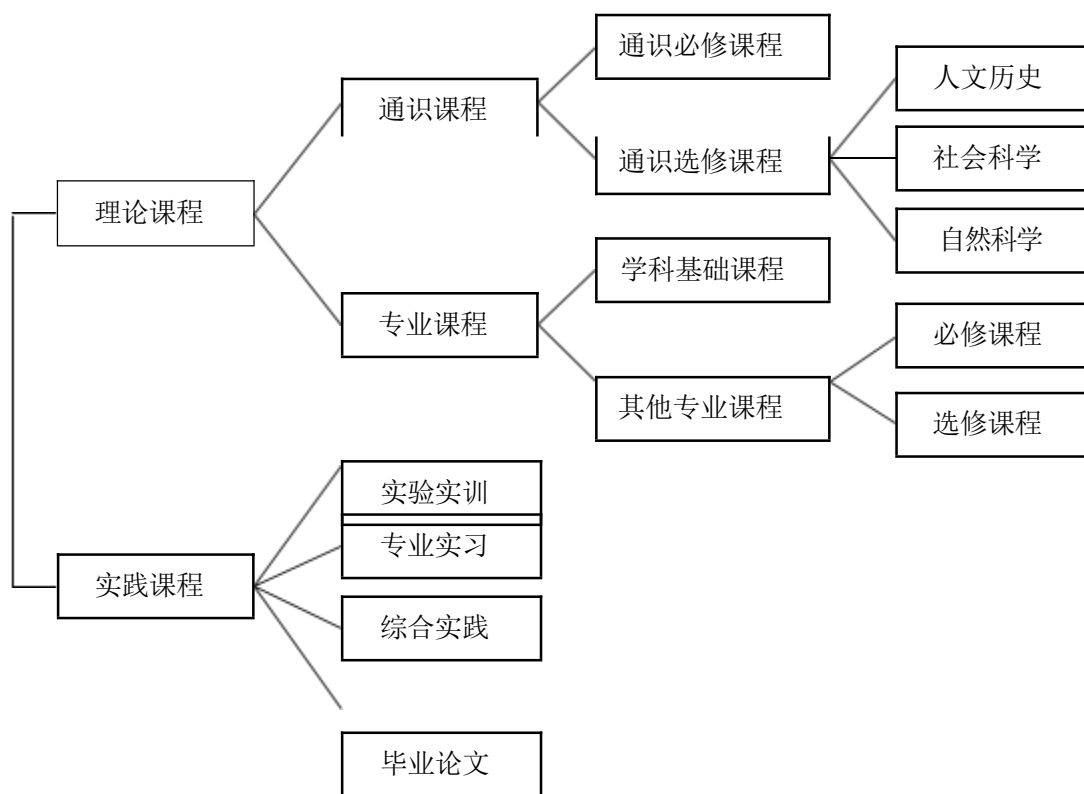 通识必修课程
人文历史
通识课程
通识选修课程
社会科学
理论课程
自然科学
学科基础课程
专业课程
必修课程
其他专业课程
选修课程
实验实训
专业实习
实践课程
综合实践
毕业论文